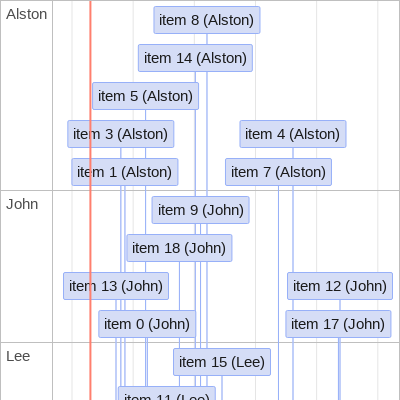 Alston
item 8 (Alston)
item 14 (Alston)
item 5 (Alston)
item 3 (Alston)
item 4 (Alston)
item 1 (Alston)
item 7 (Alston)
John
item 9 (John)
item 18 (John)
item 13 (John)
item 12 (John)
item 0 (John)
item 17 (John)
Lee
item 15 (Lee)
item 11 (Lee)